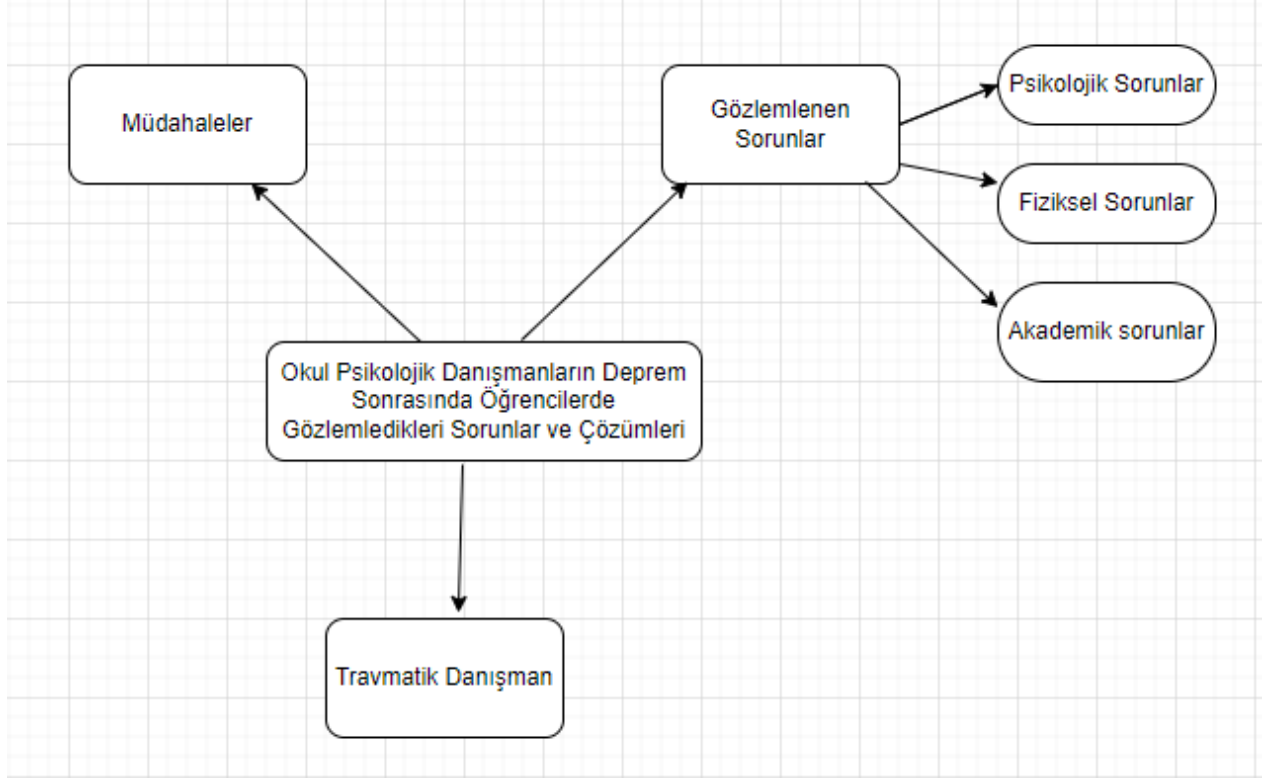 Müdahaleler
Gözlemlenen
Sorunlar
Psikolojik Sorunlar
Fiziksel Sorunlar
Akademik sorunlar
Okul Psikolojik Danışmanların Deprem
Sonrasında Öğrencilerde
Gözlemledikleri Sorunlar ve Çözümleri
Travmatik Danışman